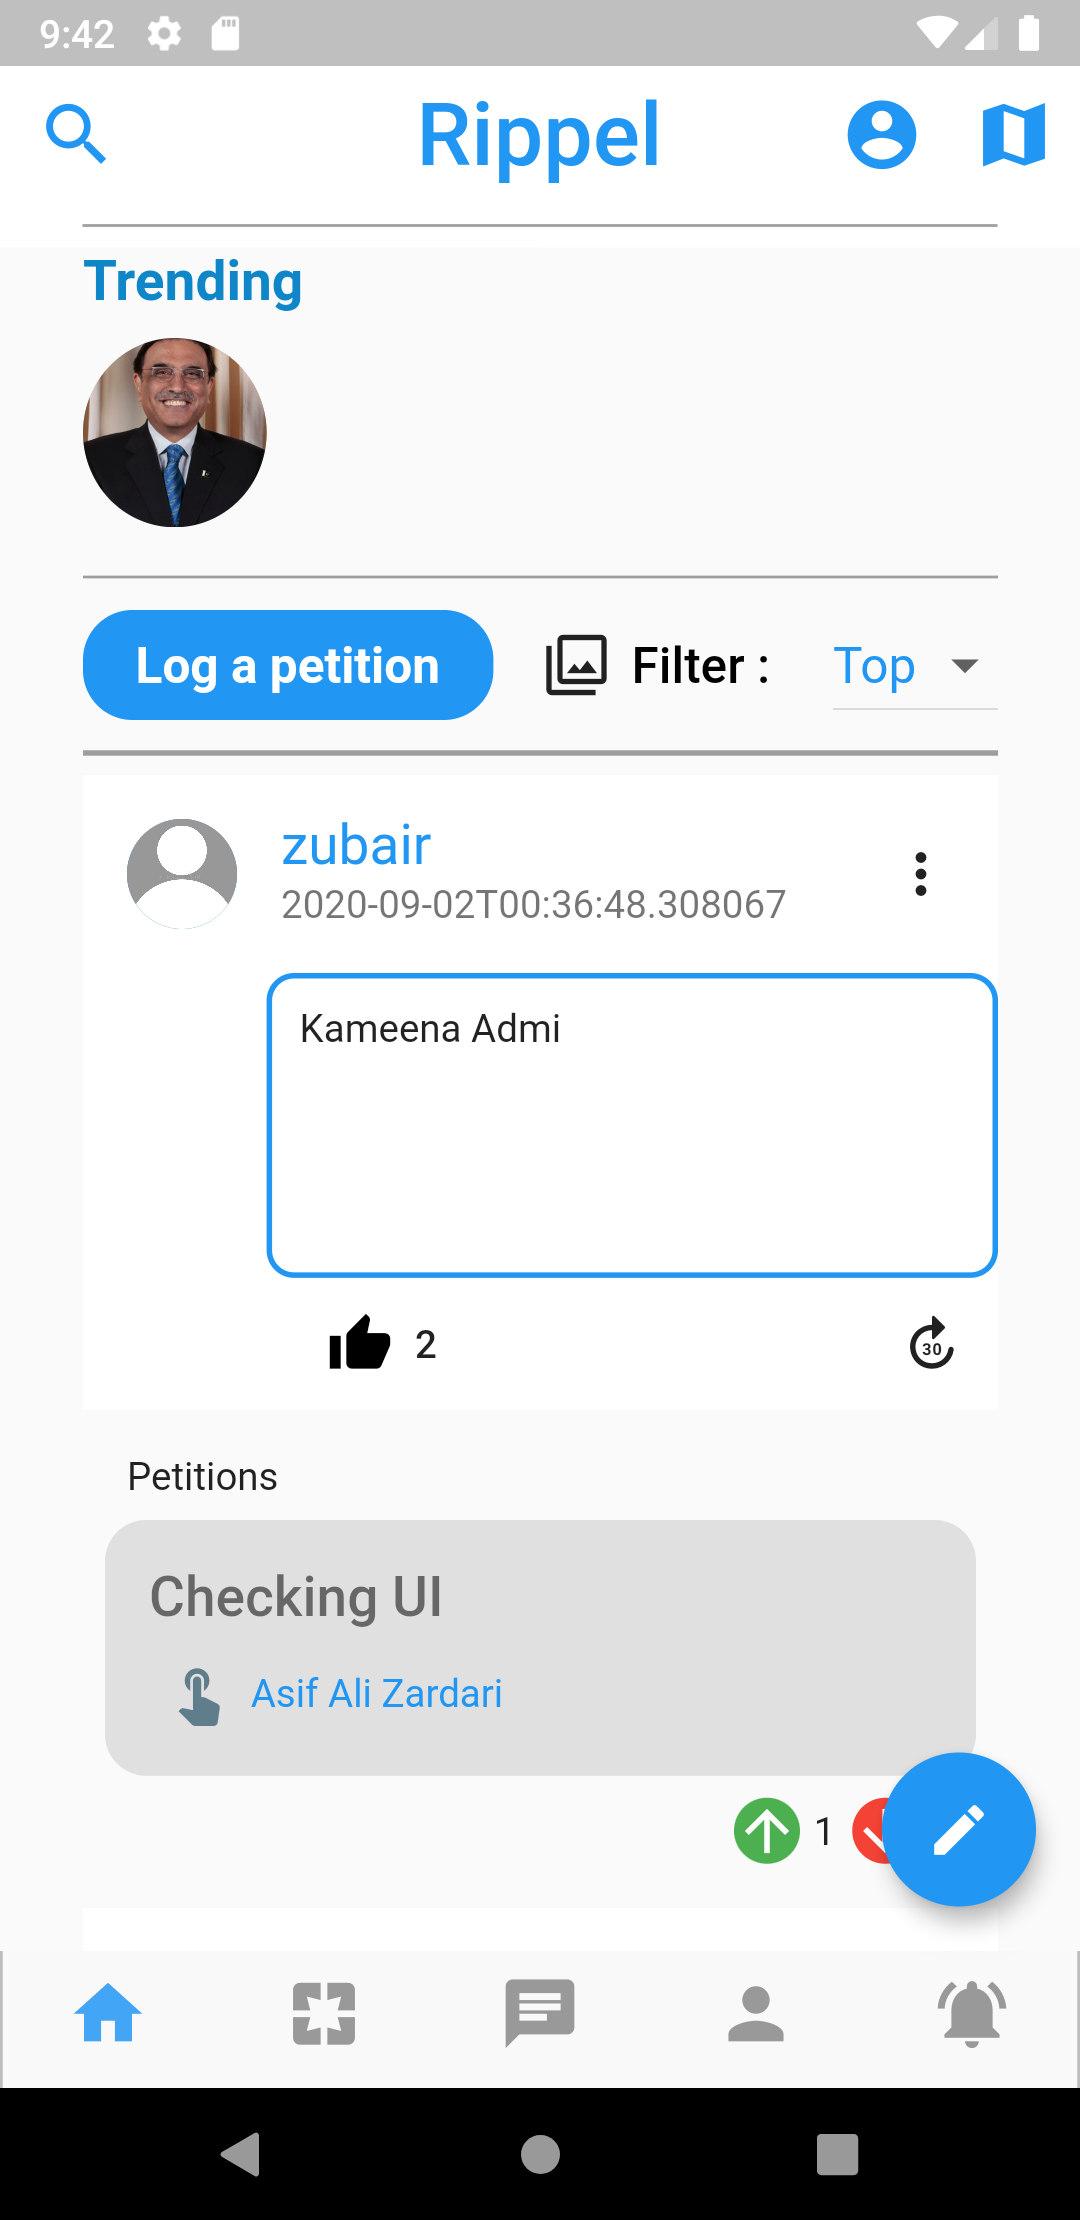 9:42
Rippel
Trending
Log a petition
Filter :
Top
zubair
2020-09-02T00:36:48.308067
Kameena Admi
2
30
Petitions
Checking UI
Asif Ali Zardari
1